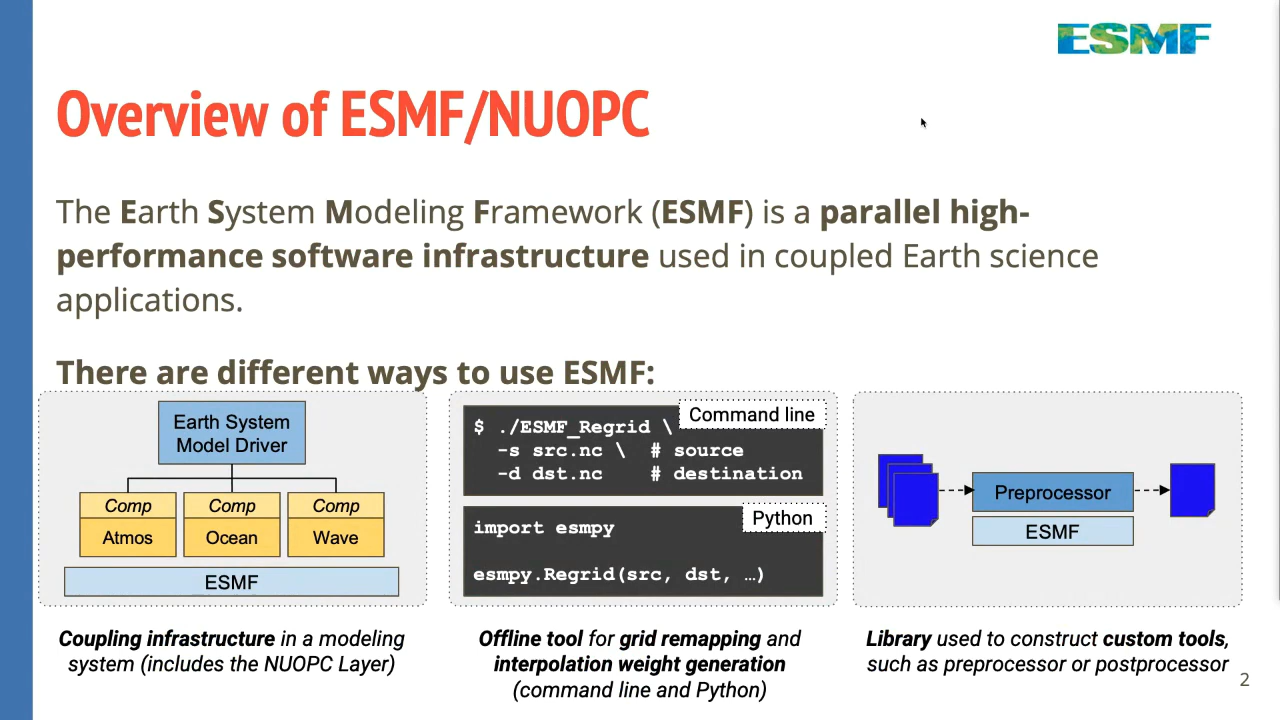 ESMF
Overview of ESMF/NUOPC
The Earth System Modeling Framework (ESMF) is a parallel high-
performance software infrastructure used in coupled Earth science
applications.
There are different ways to use ESMF:
Earth System
Model Driver
Comp Comp Comp
Atmos Ocean Wave
ESMF
Coupling infrastructure in a modeling
system (includes the NUOPC Layer)
Command line
$ ./ESMF_Regrid \
-s src.nc \ # source
-d dst.nc # destination
Python
import esmpy
esmpy.Regrid(src, dst, …)
Offline tool for grid remapping and
interpolation weight generation
(command line and Python)
Preprocessor
ESMF
Library used to construct custom tools,
such as preprocessor or postprocessor
2